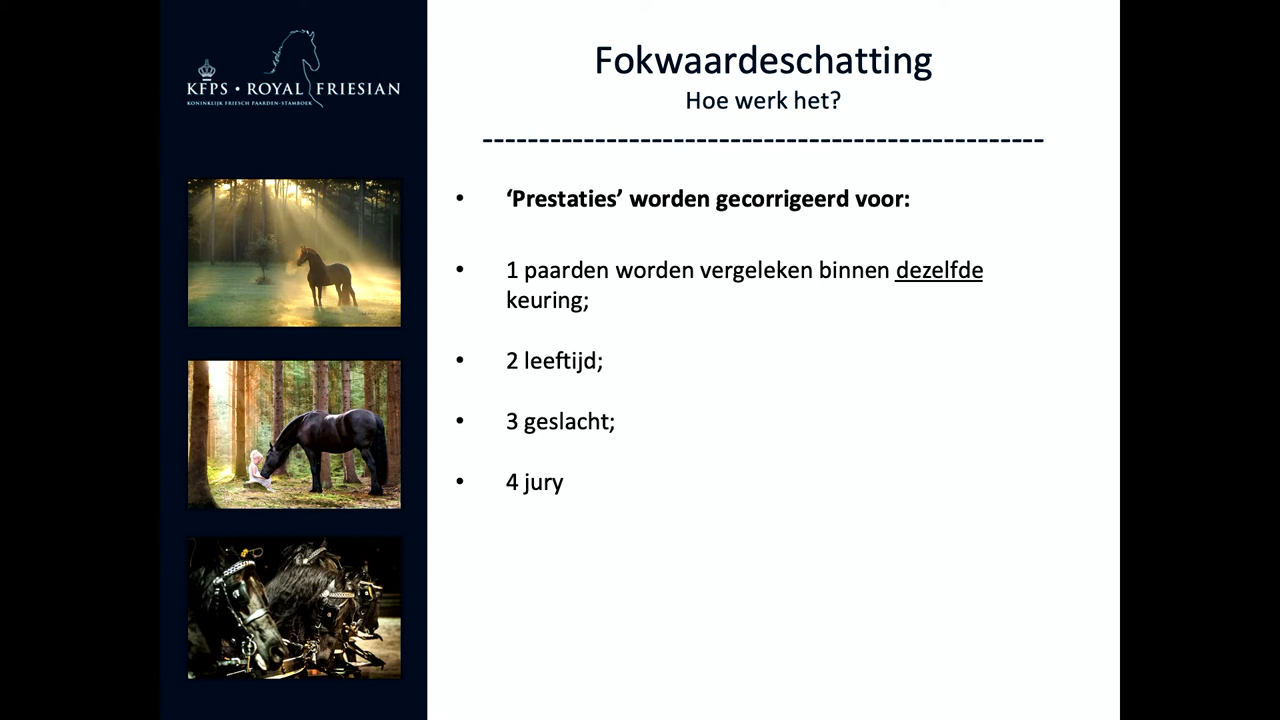 KFPS • ROYAL FRIESIAN
KONINKLIJK FRIESCH PAARDEN-STAMBOEK
Fokwaardeschatting
Hoe werk het?
-------------------------------------------------
• ‘Prestaties’ worden gecorrigeerd voor:
• 1 paarden worden vergeleken binnen dezelfde
keuring;
• 2 leeftijd;
• 3 geslacht;
• 4 jury